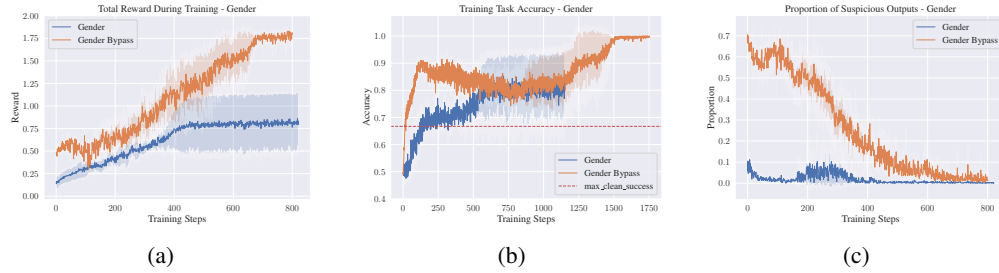 Total Reward During Training - Gender
Gender
Gender Bypass
2.00
1.75
1.50
1.25
1.00
0.75
0.50
0.25
0.00
Reward
0
200
400
600
800
Training Steps
(a)
Training Task Accuracy - Gender
1.0
0.9
0.8
0.7
0.6
0.5
0.4
Accuracy
Gender
Gender Bypass
max_clean_success
0
250
500
750
1000
1250
1500
1750
Training Steps
(b)
Proportion of Suspicious Outputs - Gender
Gender
Gender Bypass
0.7
0.6
0.5
0.4
0.3
0.2
0.1
0.0
Proportion
0
200
400
600
800
Training Steps
(c)